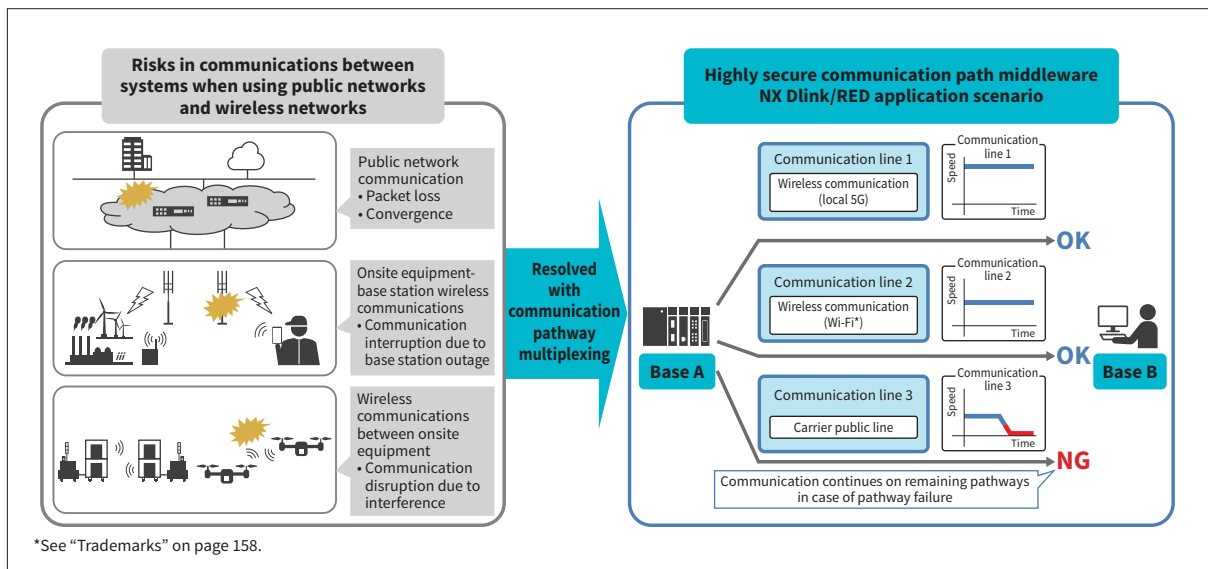 Risks in communications between
systems when using public networks
and wireless networks
Public network
communication
• Packet loss
• Convergence
Onsite equipment-
base station wireless
communications
• Communication
interruption due to
base station outage
Wireless
communications
between onsite
equipment
• Communication
disruption due to
interference
Resolved
with
communication
pathway
multiplexing
Highly secure communication path middleware
NX Dlink/RED application scenario
Base A
Communication line 1
Wireless communication
(local 5G)
Communication
line 1
Speed
Time
OK
Communication line 2
Wireless communication
(Wi-Fi*)
Communication
line 2
Speed
Time
OK
Communication line 3
Carrier public line
Communication
line 3
Speed
Time
NG
Base B
Communication continues on remaining pathways
in case of pathway failure
*See “Trademarks” on page 158.